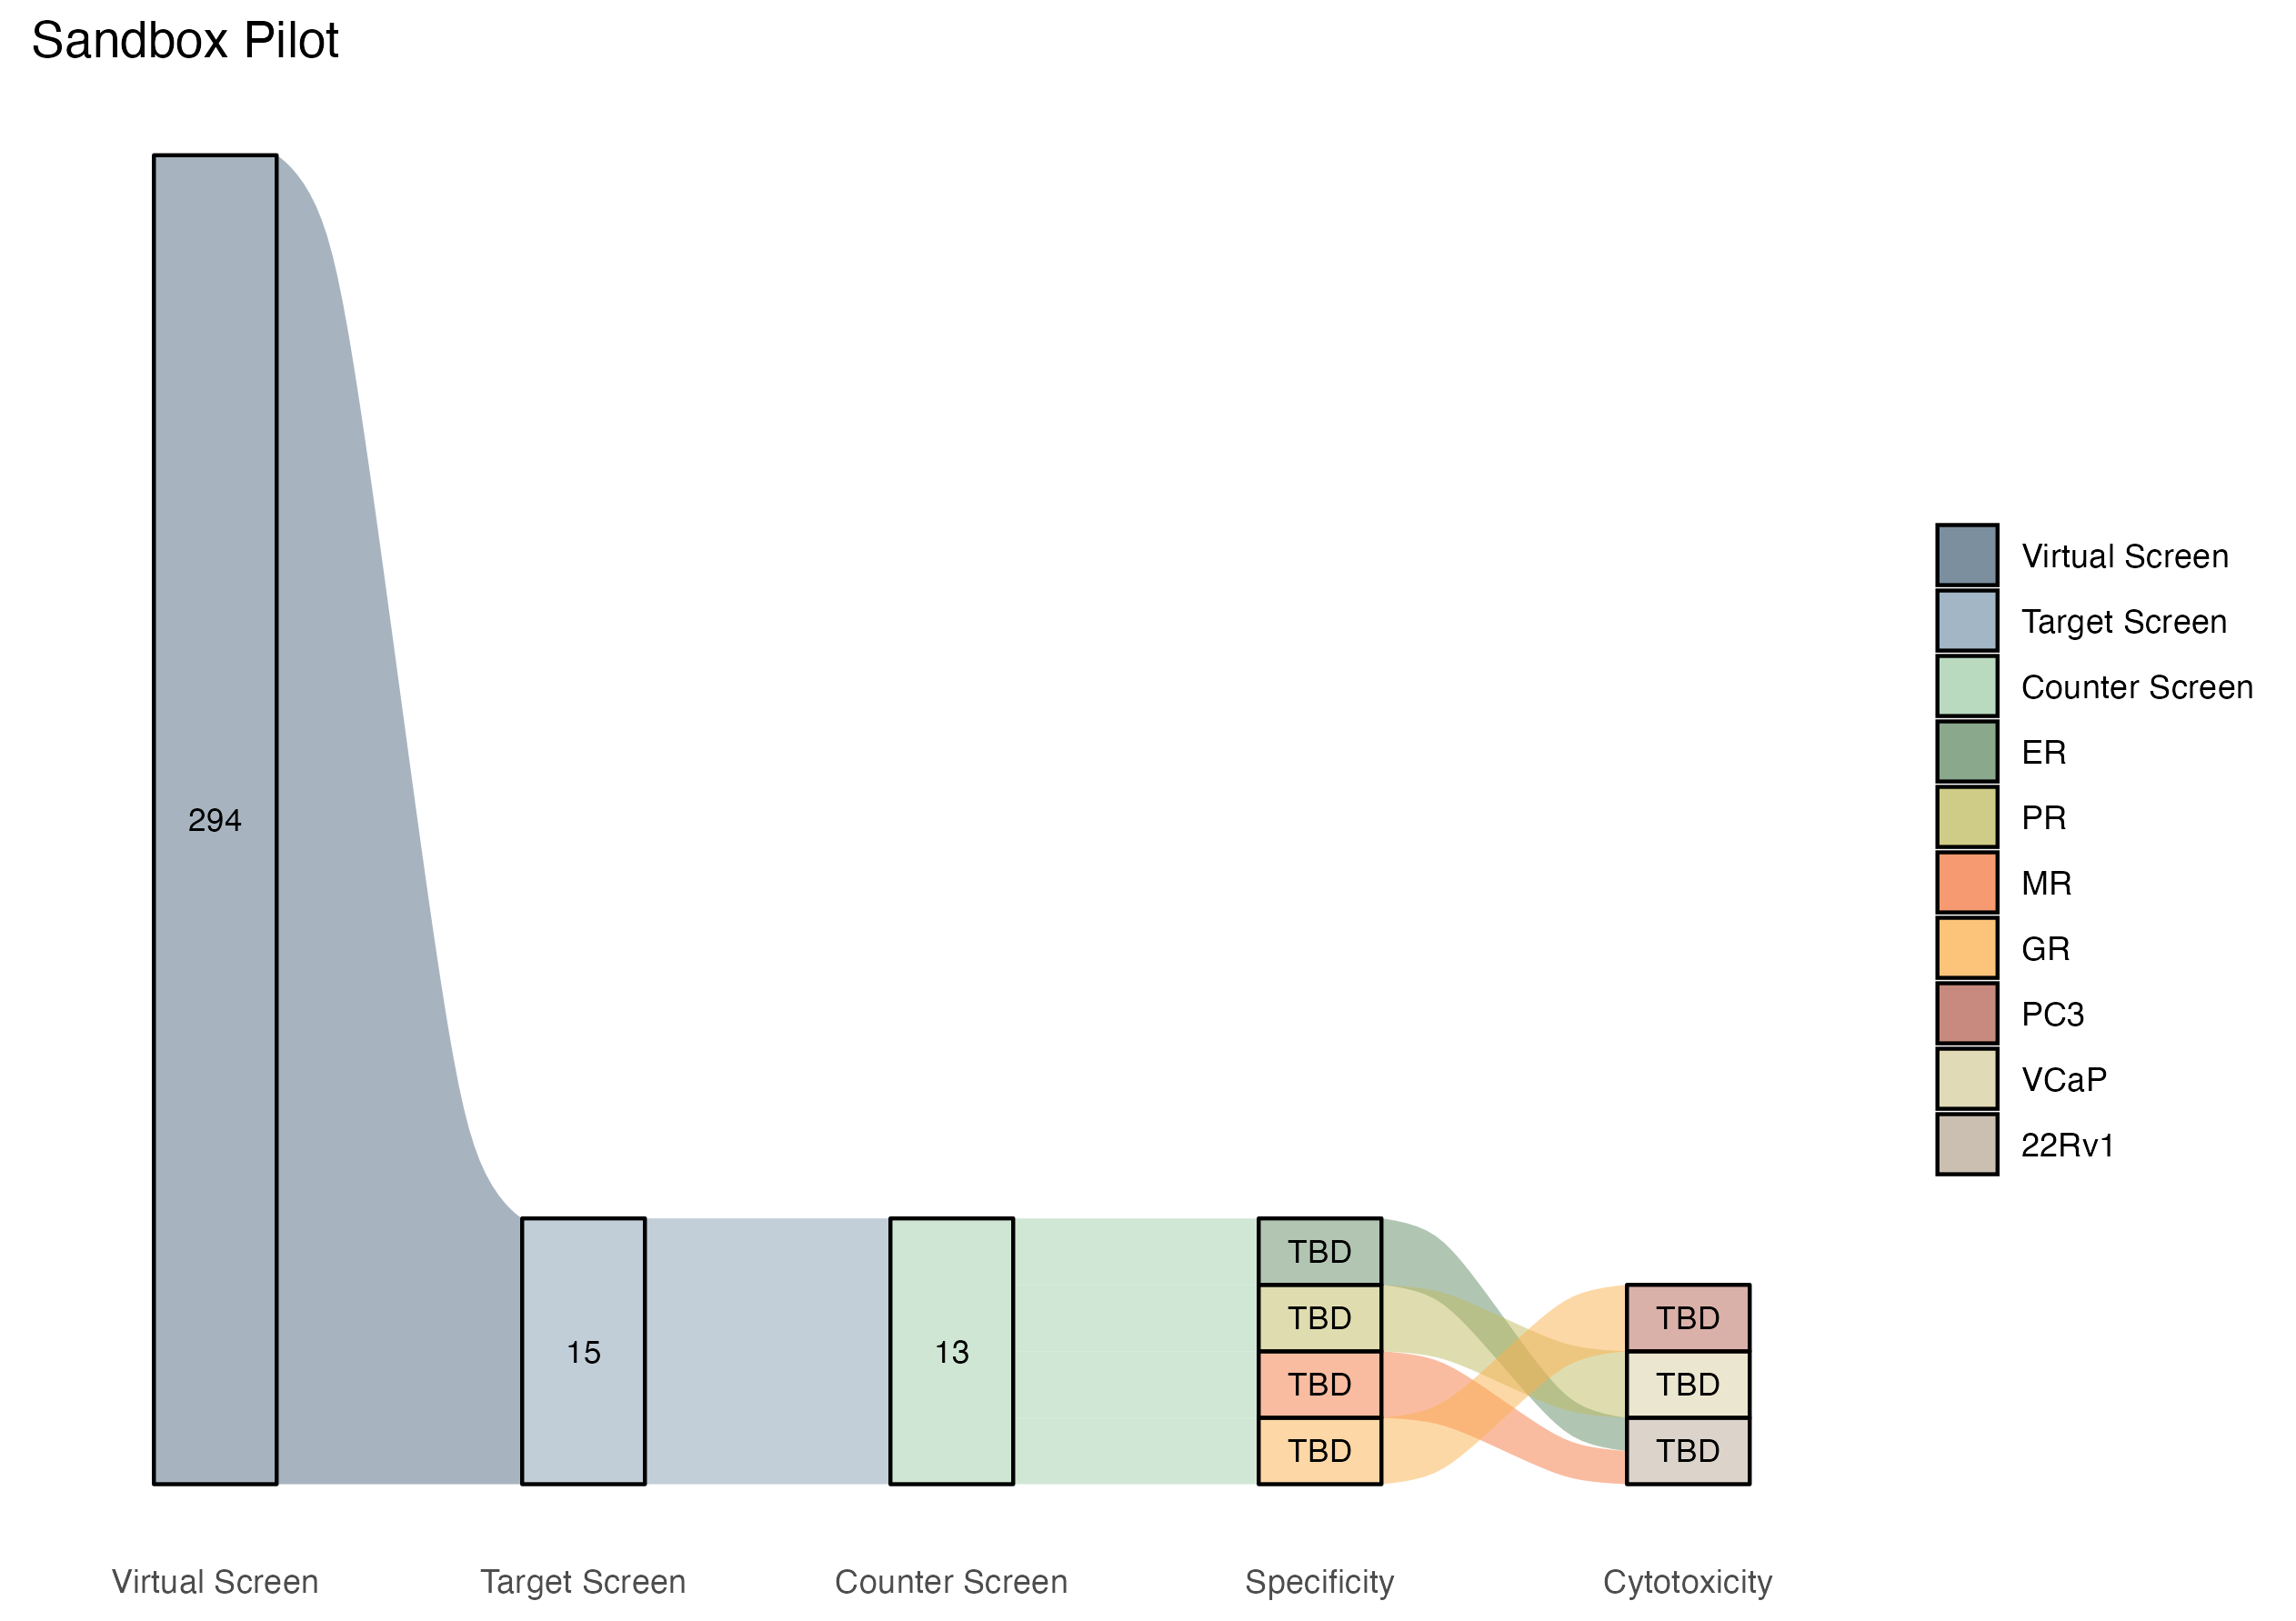 Sandbox Pilot
294
15
13
TBD
TBD
TBD
TBD
TBD
TBD
TBD
Virtual Screen
Target Screen
Counter Screen
Specificity
Cytotoxicity
Virtual Screen
Target Screen
Counter Screen
ER
PR
MR
GR
PC3
VCaP
22Rv1